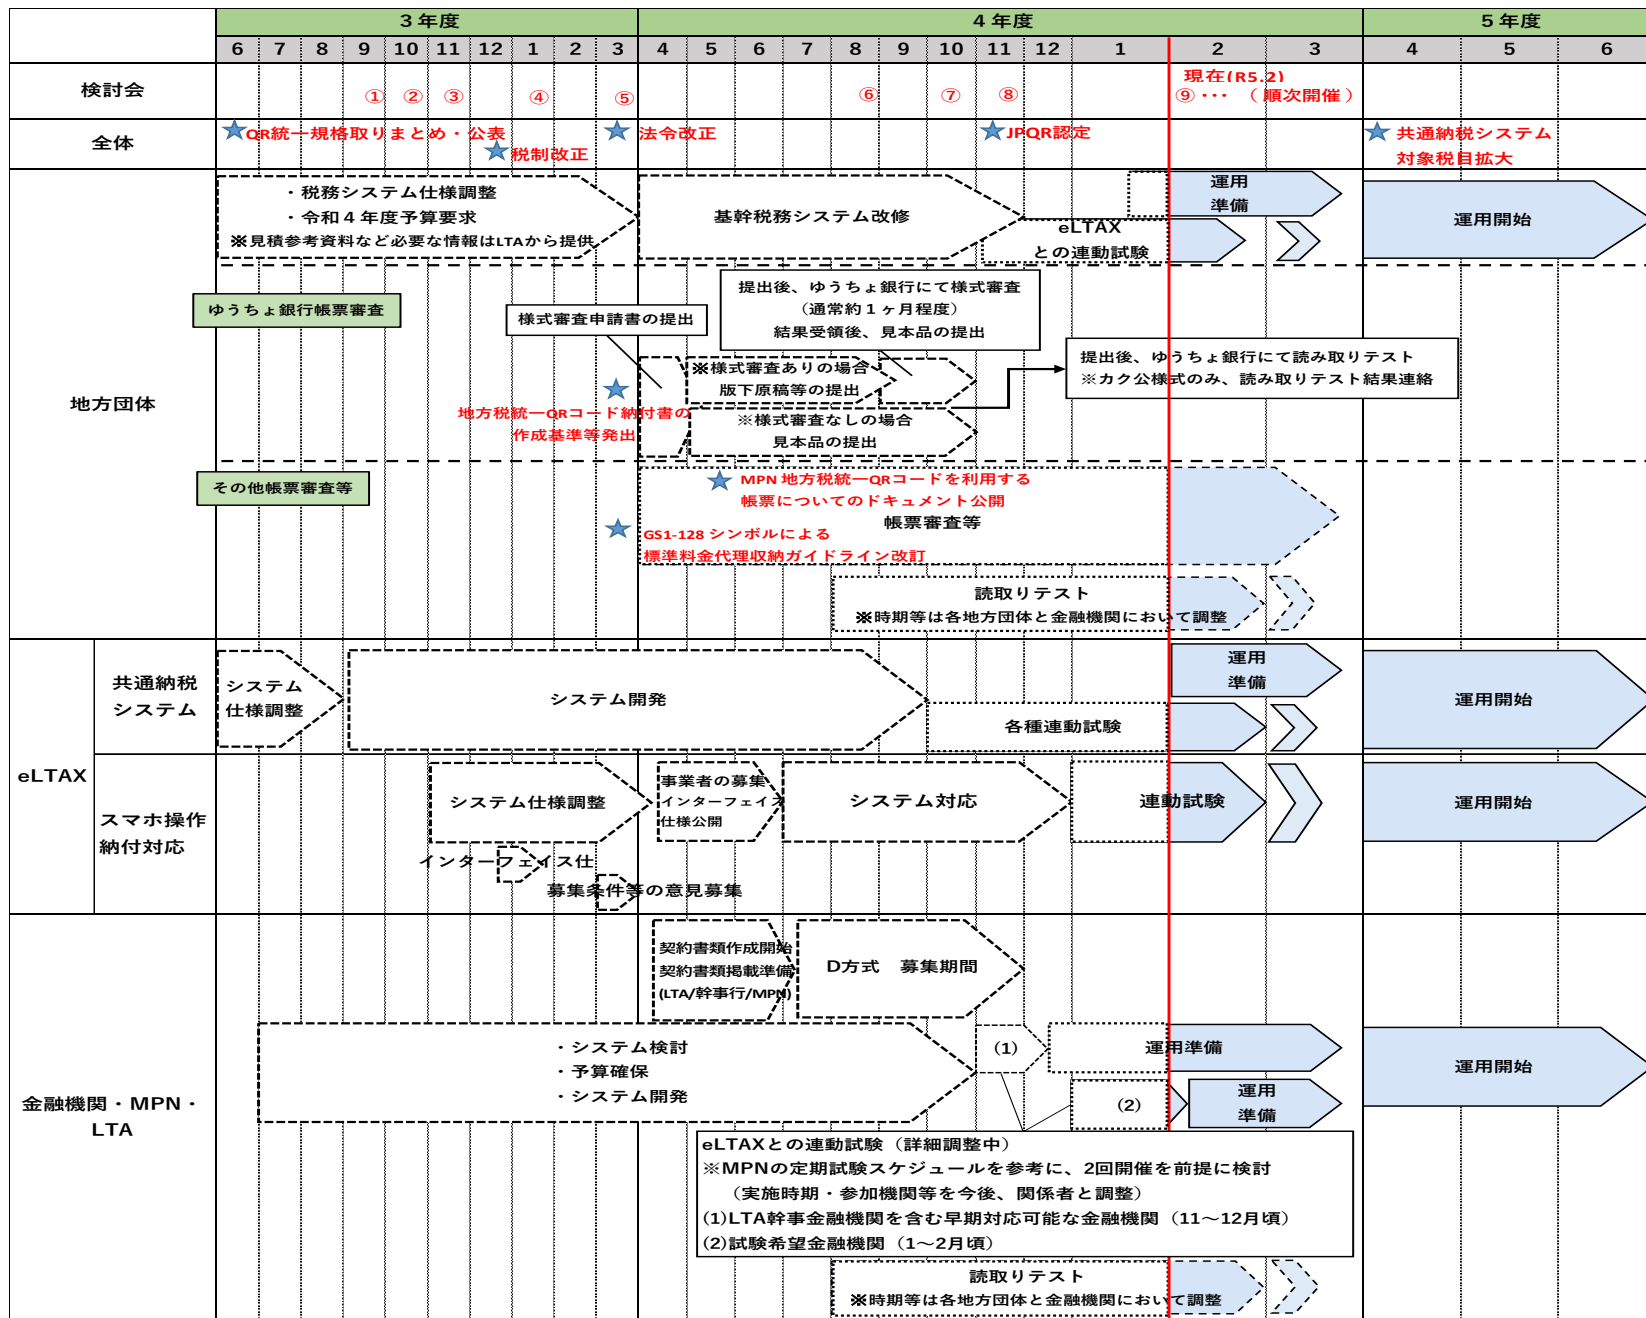 3年度 4年度 5年度
6 7 8 9 10 11 12 1 2 3 4 5 6 7 8 9 10 11 12 1 2 3 4 5 6
検討会
① ② ③ ④ ⑤ ⑥ ⑦ ⑧
現在(R5.2)
⑨・・・ （順次開催）
全体
QR統一規格取りまとめ・公表
税制改正
法令改正
JPQR認定
共通納税システム
対象税目拡大
地方団体
・税務システム仕様調整
・令和４年度予算要求
※見積参考資料など必要な情報はLTAから提供
基幹税務システム改修
eLTAX
との連動試験
運用
準備
運用開始
ゆうちょ銀行帳票審査
様式審査申請書の提出
提出後、ゆうちょ銀行にて様式審査
（通常約１ヶ月程度）
結果受領後、見本品の提出
※様式審査ありの場合
版下原稿等の提出
提出後、ゆうちょ銀行にて読み取りテスト
※カク公様式のみ、読み取りテスト結果連絡
地方税統一QRコード納付書の
作成基準等発出
※様式審査なしの場合
見本品の提出
その他帳票審査等
MPN 地方税統一QRコードを利用する
帳票についてのドキュメント公開
帳票審査等
GS1-128 シンボルによる
標準料金代理収納ガイドライン改訂
読取りテスト
※時期等は各地方団体と金融機関において調整
eLTAX
共通納税
システム
システム
仕様調整
システム開発
各種連動試験
運用
準備
運用開始
スマホ操作
納付対応
システム仕様調整
事業者の募集
インターフェイス
仕様公開
システム対応
連動試験
運用開始
インターフェイス仕
募集条件等の意見募集
金融機関・MPN・
LTA
契約書類作成開始
契約書類掲載準備
(LTA/幹事行/MPN)
D方式　募集期間
・システム検討
・予算確保
・システム開発
(1)
運用準備
運用開始
(2)
運用
準備
eLTAXとの連動試験（詳細調整中）
※MPNの定期試験スケジュールを参考に、2回開催を前提に検討
（実施時期・参加機関等を今後、関係者と調整）
(1)LTA幹事金融機関を含む早期対応可能な金融機関（11～12月頃）
(2)試験希望金融機関（1～2月頃）
読取りテスト
※時期等は各地方団体と金融機関において調整